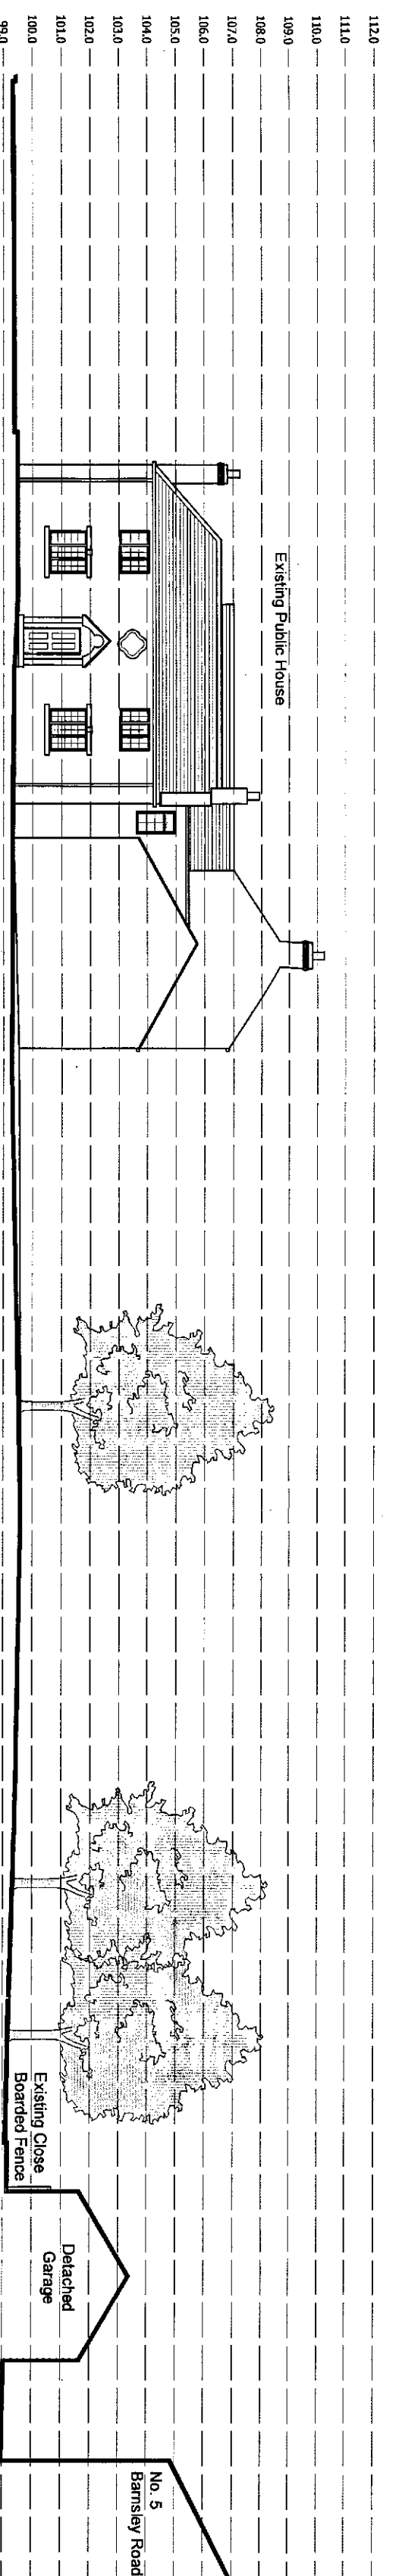 112.0
111.0
110.0
109.0
108.0
107.0
106.0
105.0
104.0
103.0
102.0
101.0
100.0
99.0
Existing Public House
Existing Close
Boarded Fence
Detached
Garage
No. 5
Barnsley Road